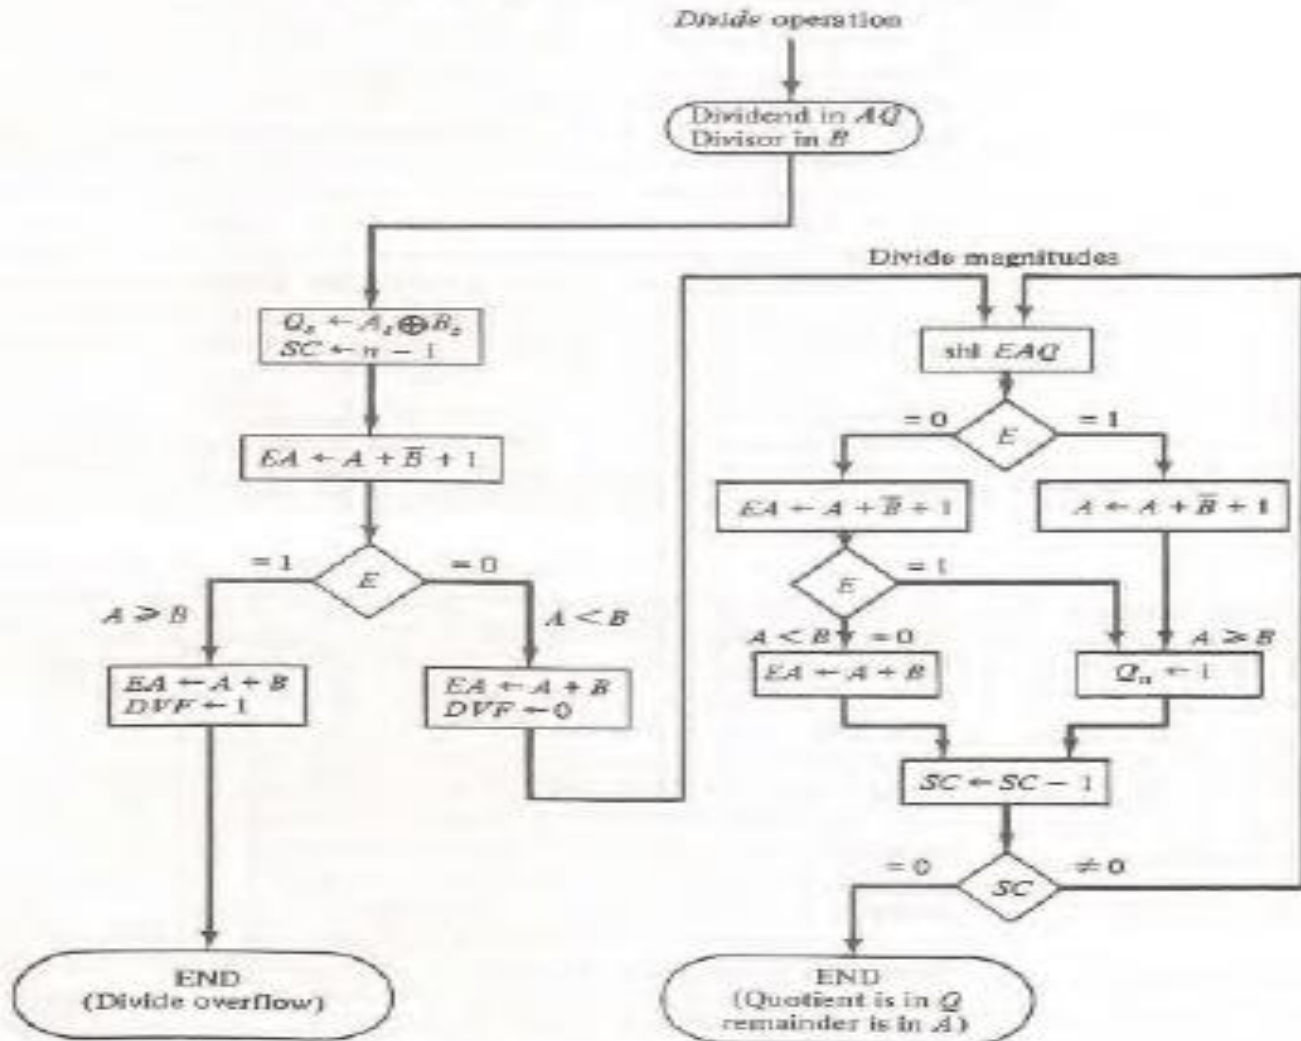 Divide operation
Dividend in AQ
Divisor in B
Qₛ ← Aₛ ⊕ Bₛ
SC ← n − 1
EA ← A + B̅ + 1
= 1
E
= 0
A ⩾ B
A < B
EA ← A + B
DVF ← 1
EA ← A + B
DVF ← 0
END
(Divide overflow)
Divide magnitudes
shl EAQ
= 0
E
= 1
EA ← A + B̅ + 1
A ← A + B̅ + 1
E
= 1
A < B
= 0
A ⩾ B
EA ← A + B
Qₙ ← 1
SC ← SC − 1
= 0
SC
≠ 0
END
(Quotient is in Q
remainder is in A)